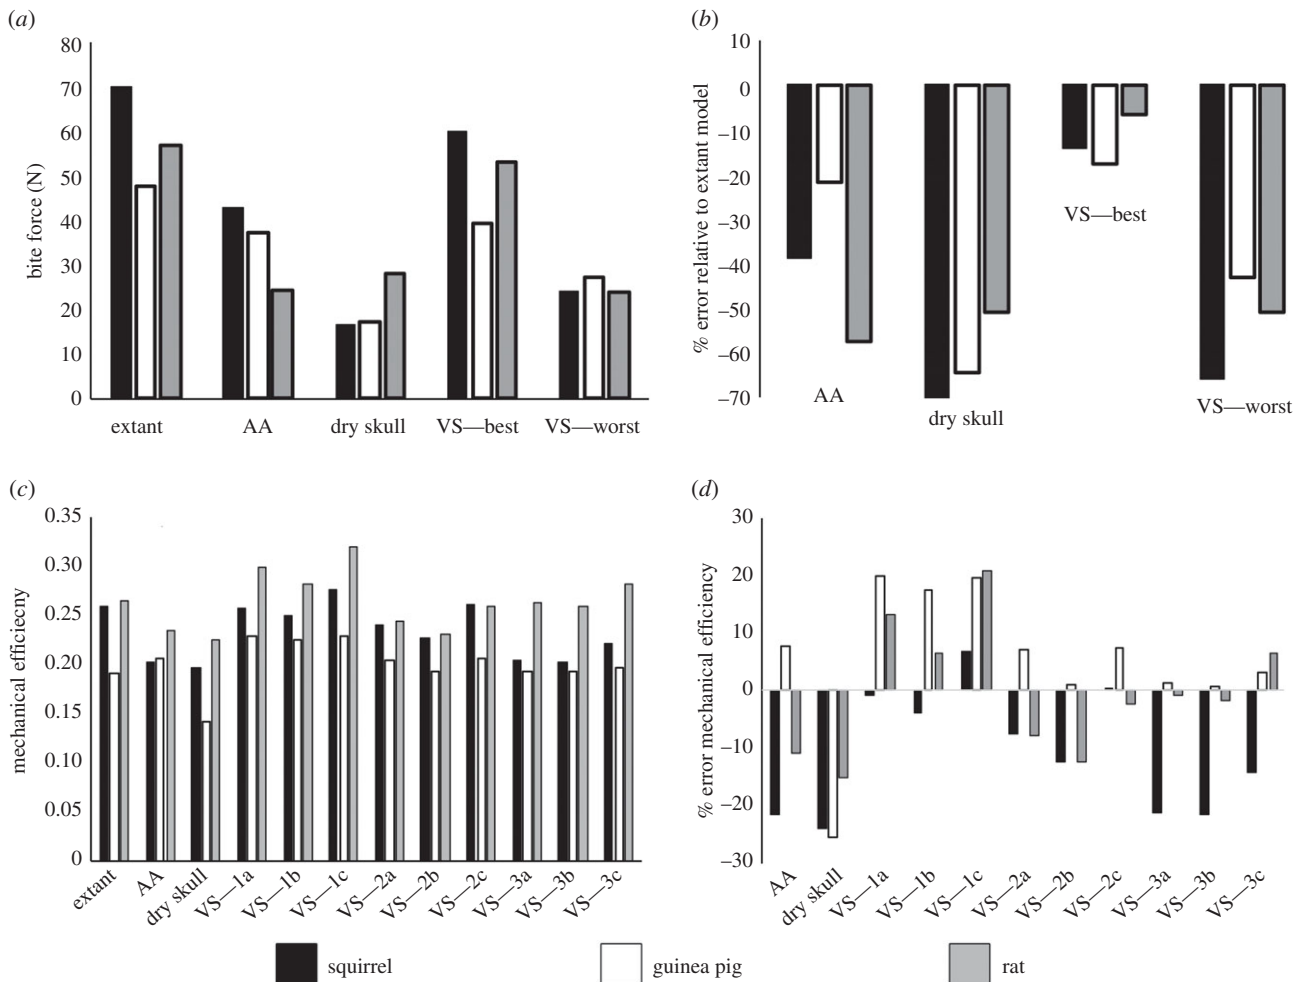 (a)
80
70
60
50
40
30
20
10
0
bite force (N)
extant AA dry skull VS—best VS—worst
(b)
10
0
–10
–20
–30
–40
–50
–60
–70
% error relative to extant model
AA
dry skull
VS—best
VS—worst
(c)
0.35
0.30
0.25
0.20
0.15
0.10
0.05
0
mechanical efficiecny
extant AA dry skull VS—1a VS—1b VS—1c VS—2a VS—2b VS—2c VS—3a VS—3b VS—3c
(d)
30
20
10
0
–10
–20
–30
% error mechanical efficiency
AA dry skull VS—1a VS—1b VS—1c VS—2a VS—2b VS—2c VS—3a VS—3b VS—3c
squirrel guinea pig rat